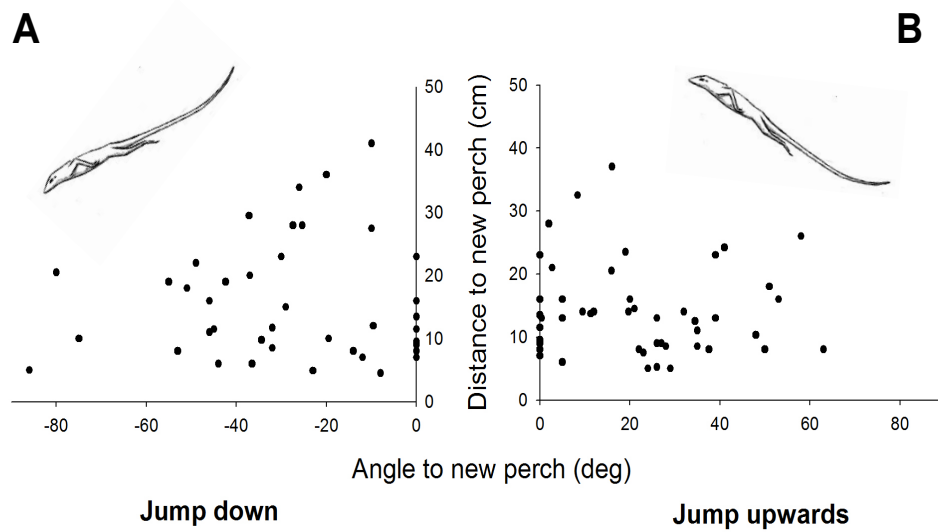 A
B
50
40
30
20
10
0
-80 -60 -40 -20 0
Distance to new perch (cm)
50
40
30
20
10
0
0 20 40 60 80
Angle to new perch (deg)
Jump down
Jump upwards